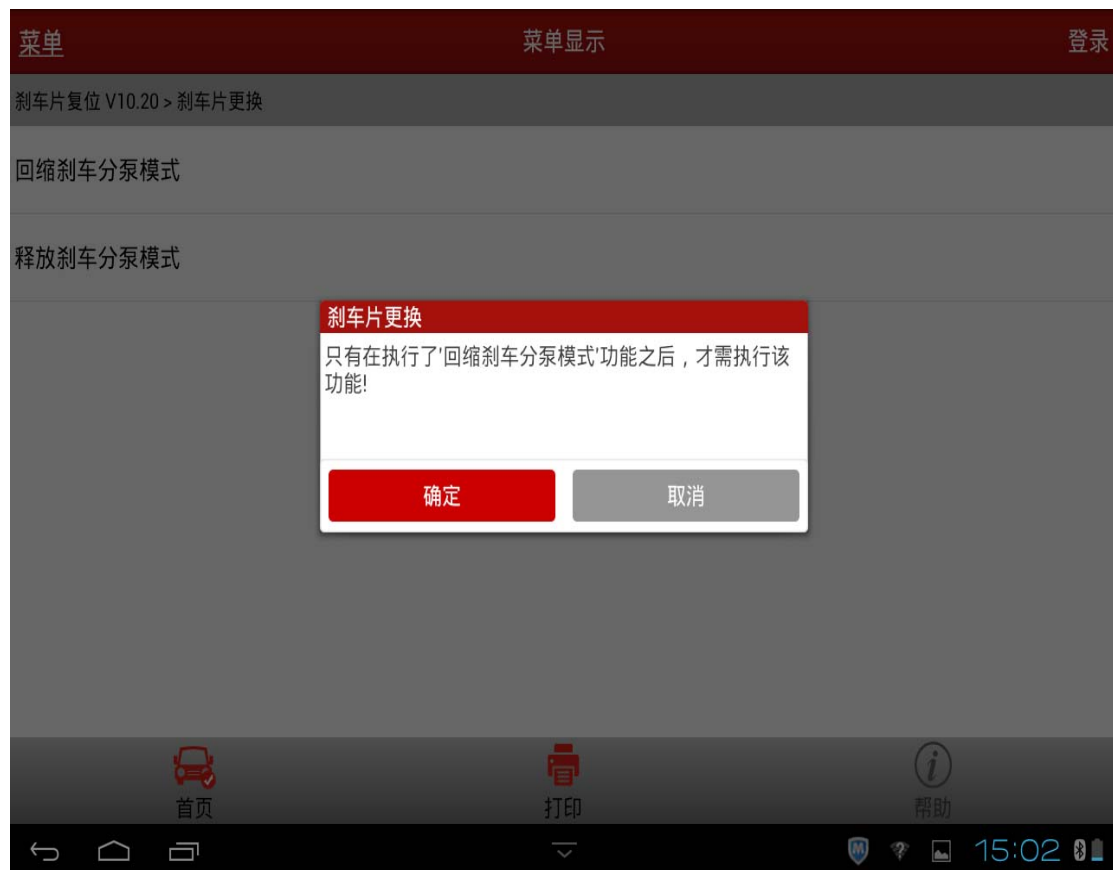 菜单 菜单显示 登录
刹车片复位 V10.20 > 刹车片更换
回缩刹车分泵模式
释放刹车分泵模式
刹车片更换
只有在执行了'回缩刹车分泵模式'功能之后，才需执行该
功能!
确定 取消
首页 打印 帮助
15:02